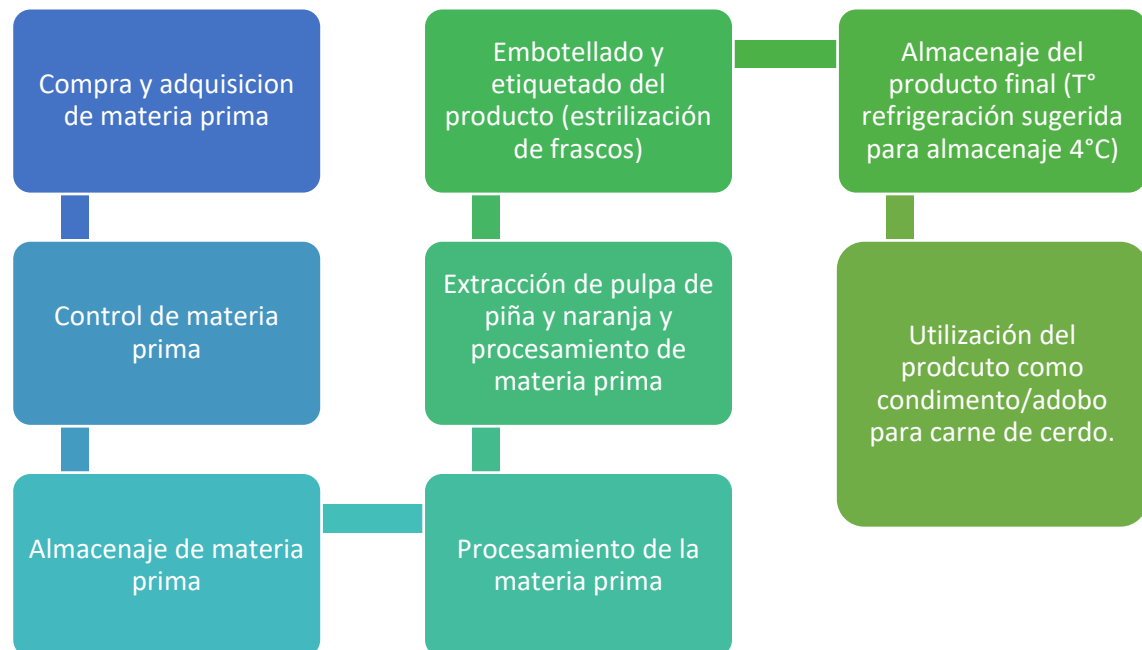 Compra y adquisicion
de materia prima
Control de materia
prima
Almacenaje de materia
prima
Procesamiento de la
materia prima
Extracción de pulpa de
piña y naranja y
procesamiento de
materia prima
Embotellado y
etiquetado del
producto (estrilización
de frascos)
Almacenaje del
producto final (T°
refrigeración sugerida
para almacenaje 4°C)
Utilización del
prodcuto como
condimento/adobo
para carne de cerdo.